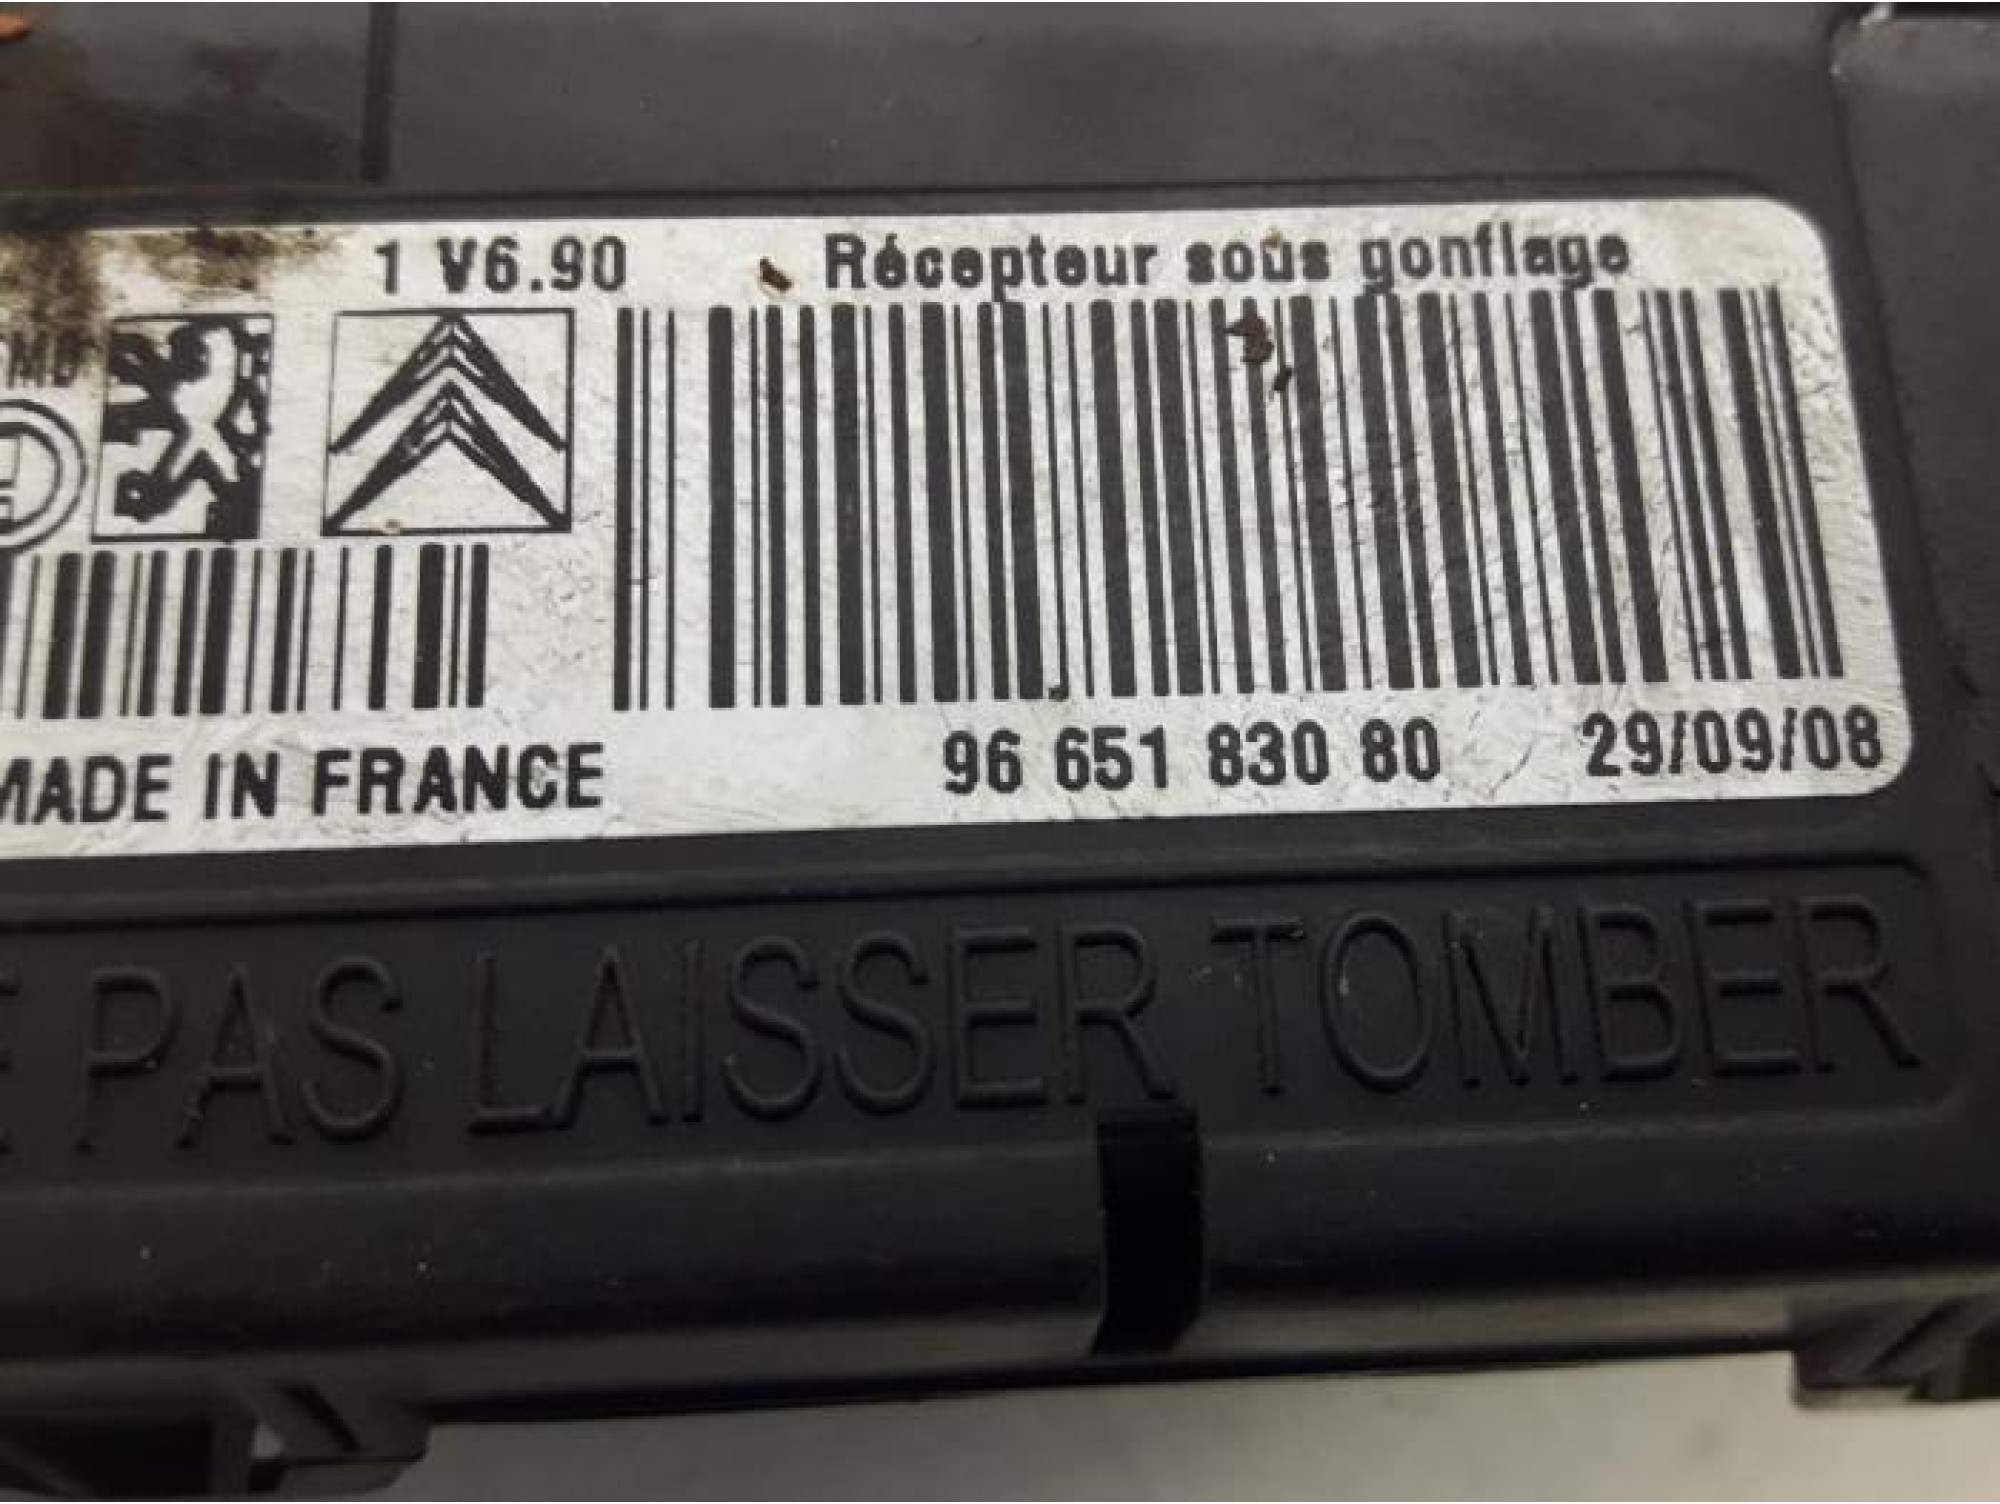 1 V6.90 Récepteur sous gonflage
MADE IN FRANCE 96 651 830 80 29/09/08
PAS LAISSER TOMBER